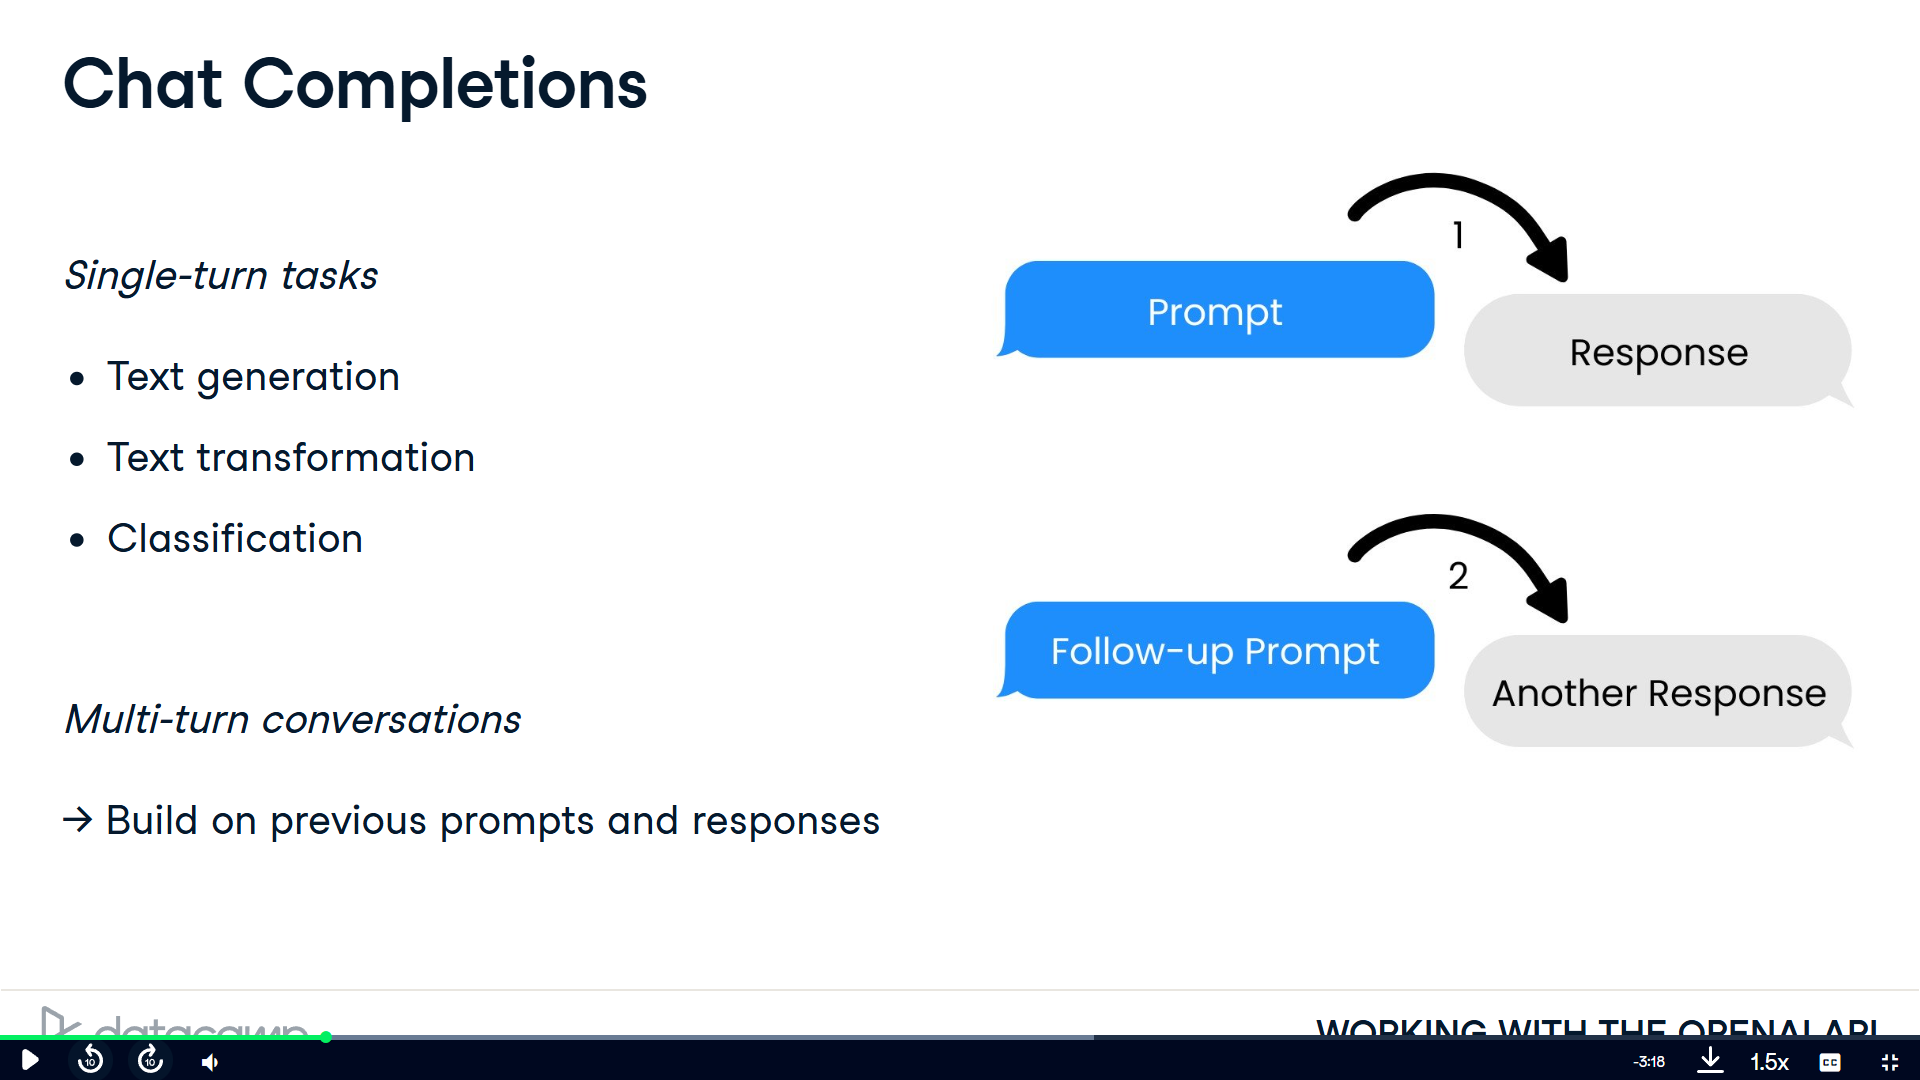 Chat Completions
Single-turn tasks
• Text generation
• Text transformation
• Classification
Multi-turn conversations
→ Build on previous prompts and responses
1
Prompt
Response
2
Follow-up Prompt
Another Response
datacamp
WORKING WITH THE OPENAI API
10
10
-3:18
1.5x
CC